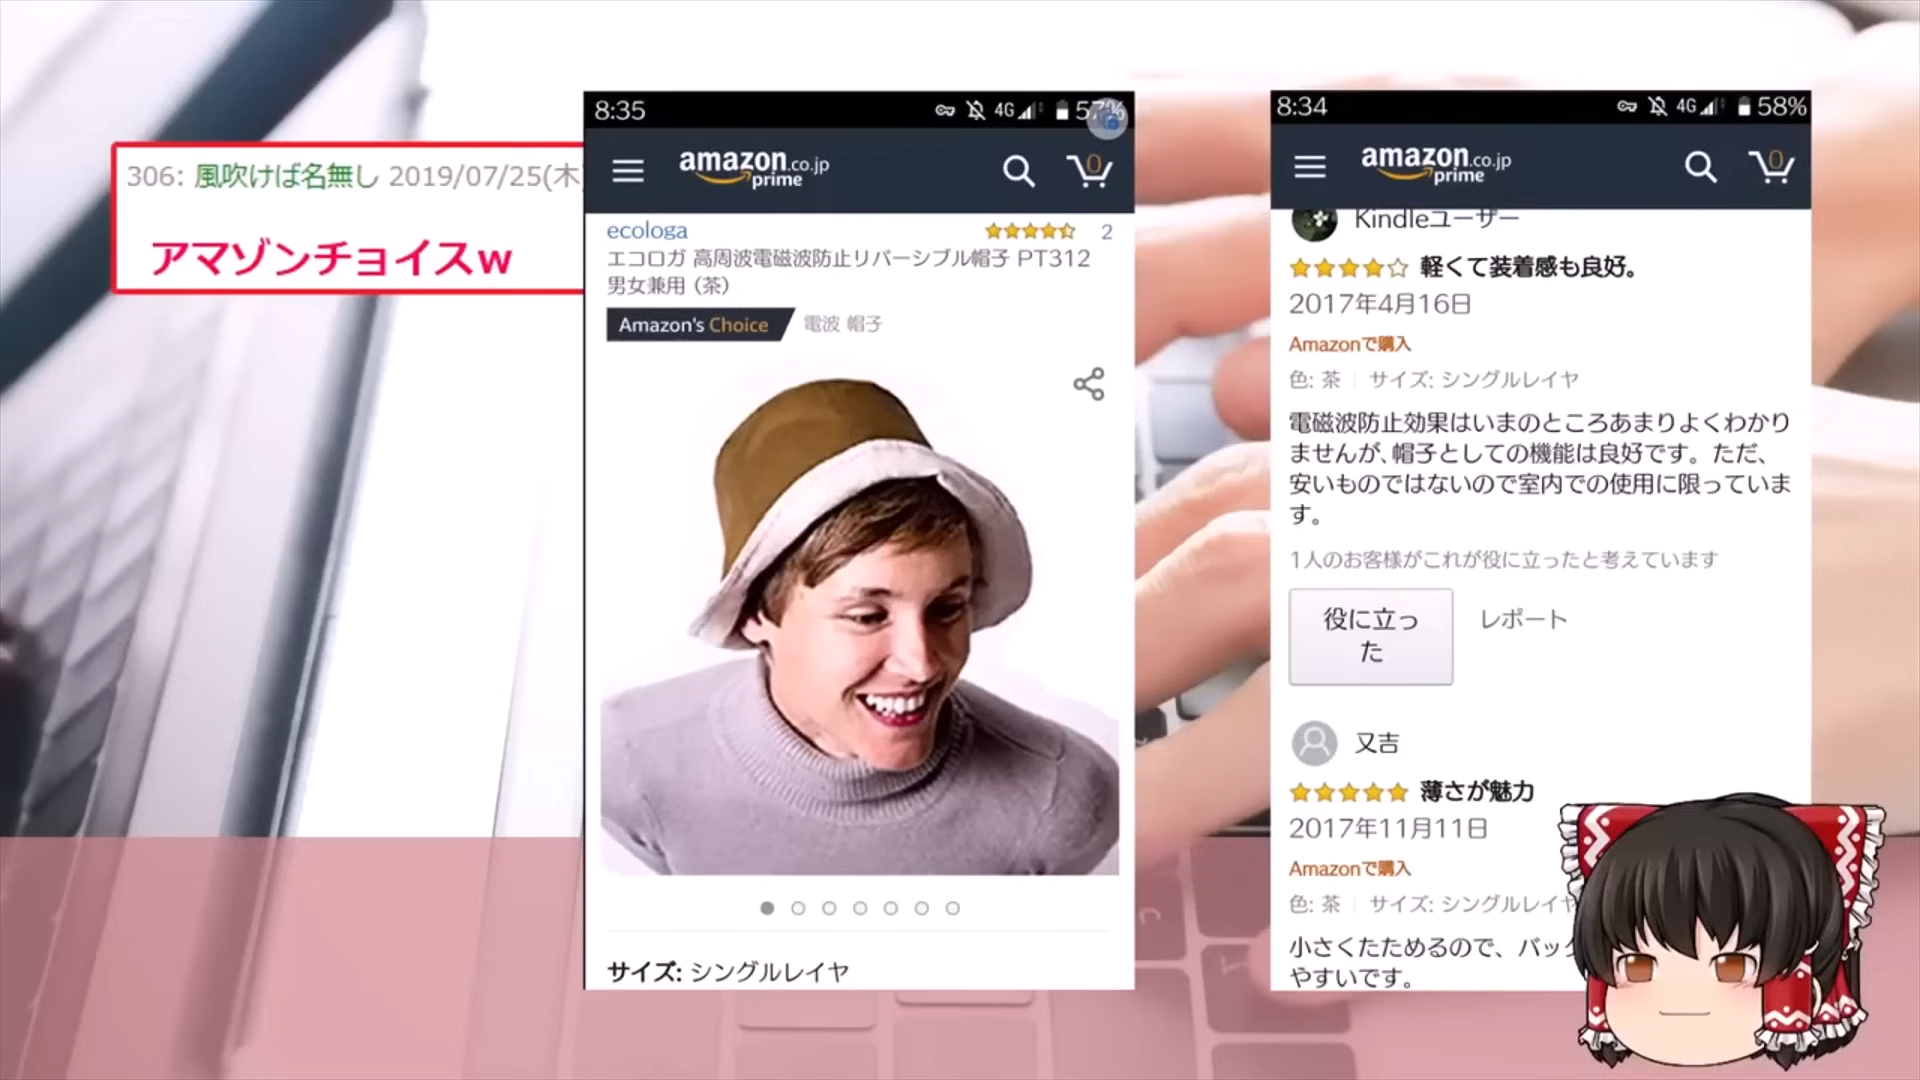 306: 風吹けば名無し 2019/07/25(木)
アマゾンチョイスw
8:35
4G
57%
amazon.co.jp
prime
0
ecologa
2
エコロガ 高周波電磁波防止リバーシブル帽子 PT312
男女兼用 (茶)
Amazon's Choice 電波 帽子
サイズ: シングルレイヤ
8:34
4G
58%
amazon.co.jp
prime
0
Kindleユーザー
軽くて装着感も良好。
2017年4月16日
Amazonで購入
色: 茶 | サイズ: シングルレイヤ
電磁波防止効果はいまのところあまりよくわかり
ませんが、帽子としての機能は良好です。ただ、
安いものではないので室内での使用に限っていま
す。
1人のお客様がこれが役に立ったと考えています
役に立っ
た
レポート
又吉
薄さが魅力
2017年11月11日
Amazonで購入
色: 茶 | サイズ: シングルレイヤ
小さくたためるので、バッグ
やすいです。